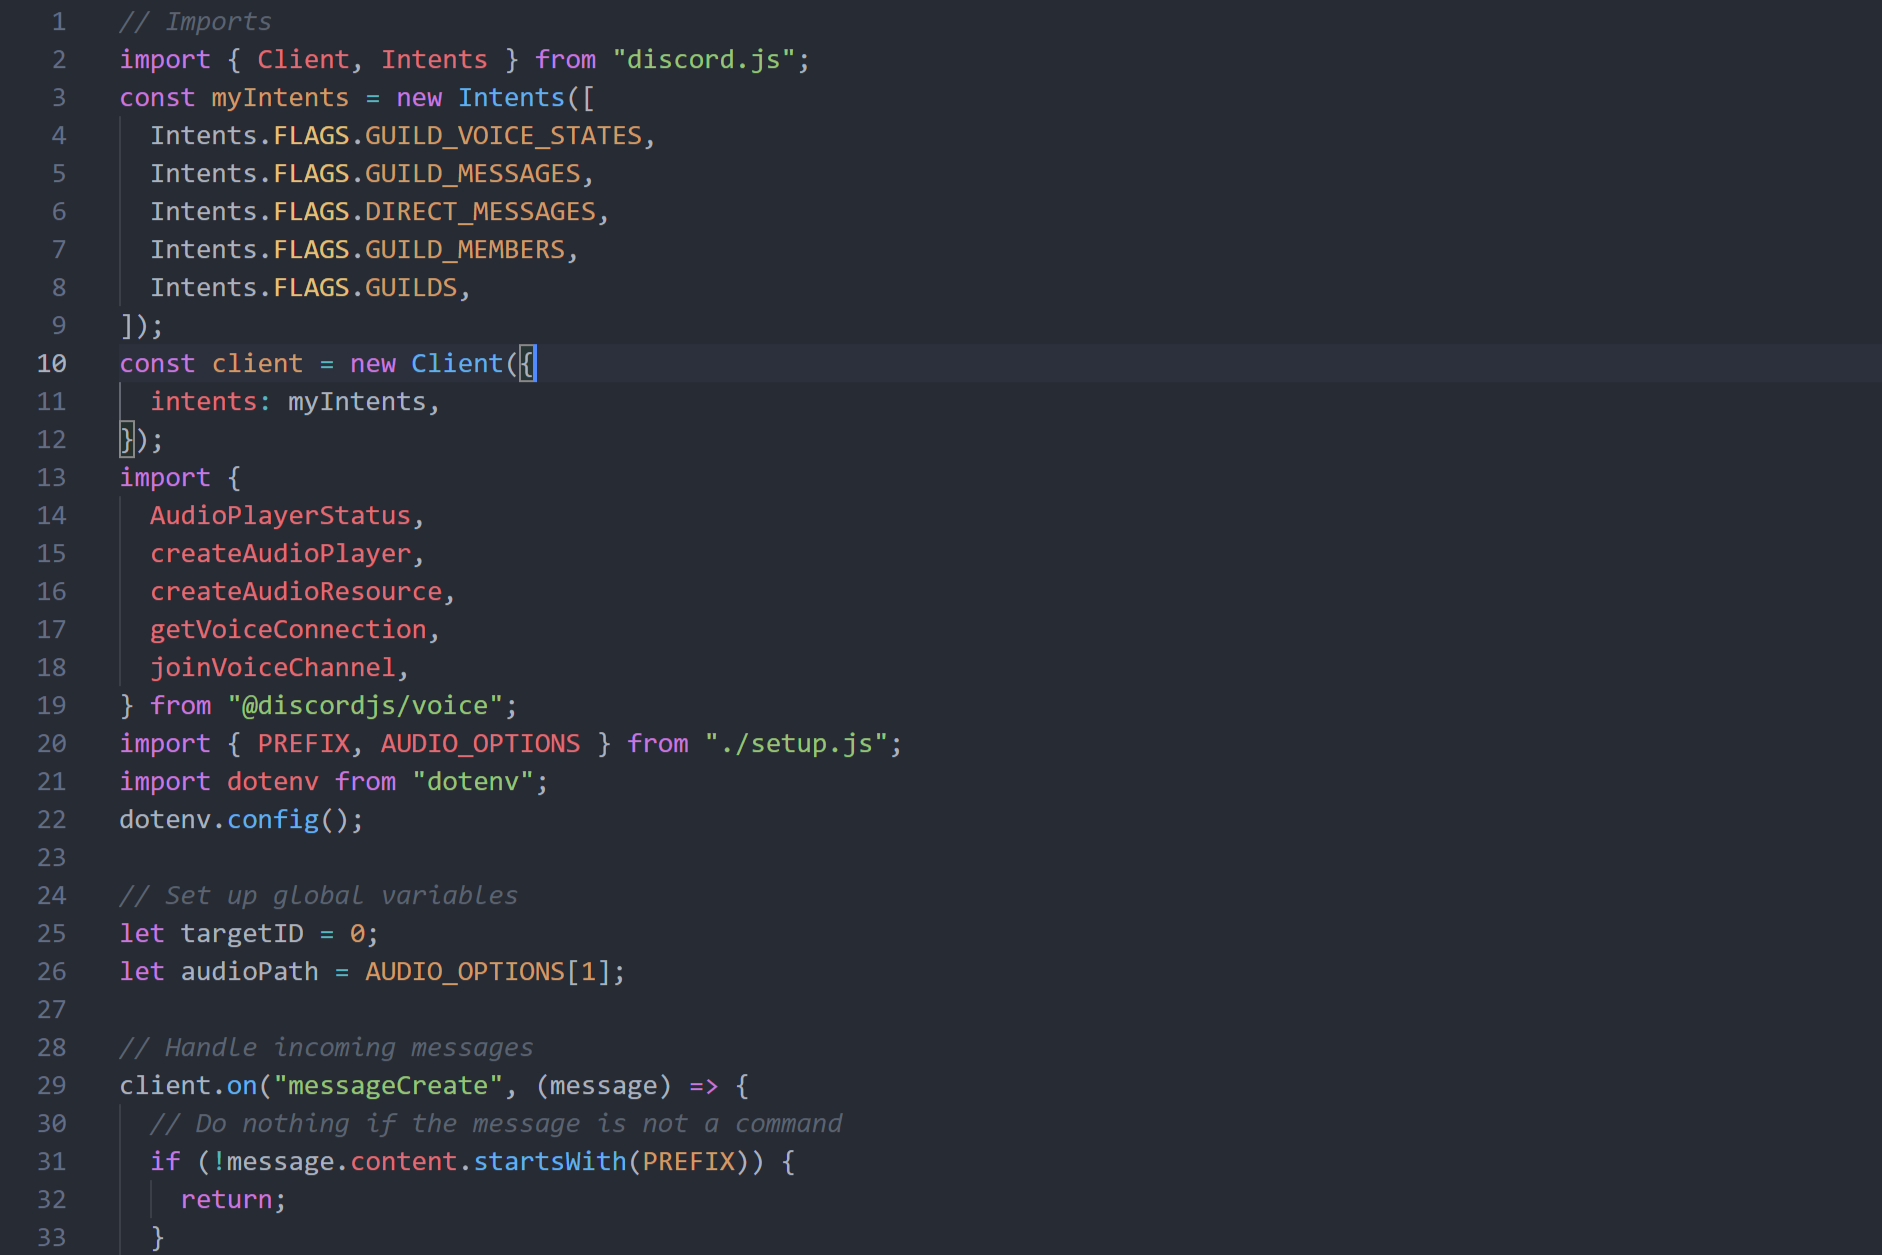 1 // Imports
2 import { Client, Intents } from "discord.js";
3 const myIntents = new Intents([
4   Intents.FLAGS.GUILD_VOICE_STATES,
5   Intents.FLAGS.GUILD_MESSAGES,
6   Intents.FLAGS.DIRECT_MESSAGES,
7   Intents.FLAGS.GUILD_MEMBERS,
8   Intents.FLAGS.GUILDS,
9 ]);
10 const client = new Client({
11   intents: myIntents,
12 });
13 import {
14   AudioPlayerStatus,
15   createAudioPlayer,
16   createAudioResource,
17   getVoiceConnection,
18   joinVoiceChannel,
19 } from "@discordjs/voice";
20 import { PREFIX, AUDIO_OPTIONS } from "./setup.js";
21 import dotenv from "dotenv";
22 dotenv.config();
23
24 // Set up global variables
25 let targetID = 0;
26 let audioPath = AUDIO_OPTIONS[1];
27
28 // Handle incoming messages
29 client.on("messageCreate", (message) => {
30   // Do nothing if the message is not a command
31   if (!message.content.startsWith(PREFIX)) {
32     return;
33   }